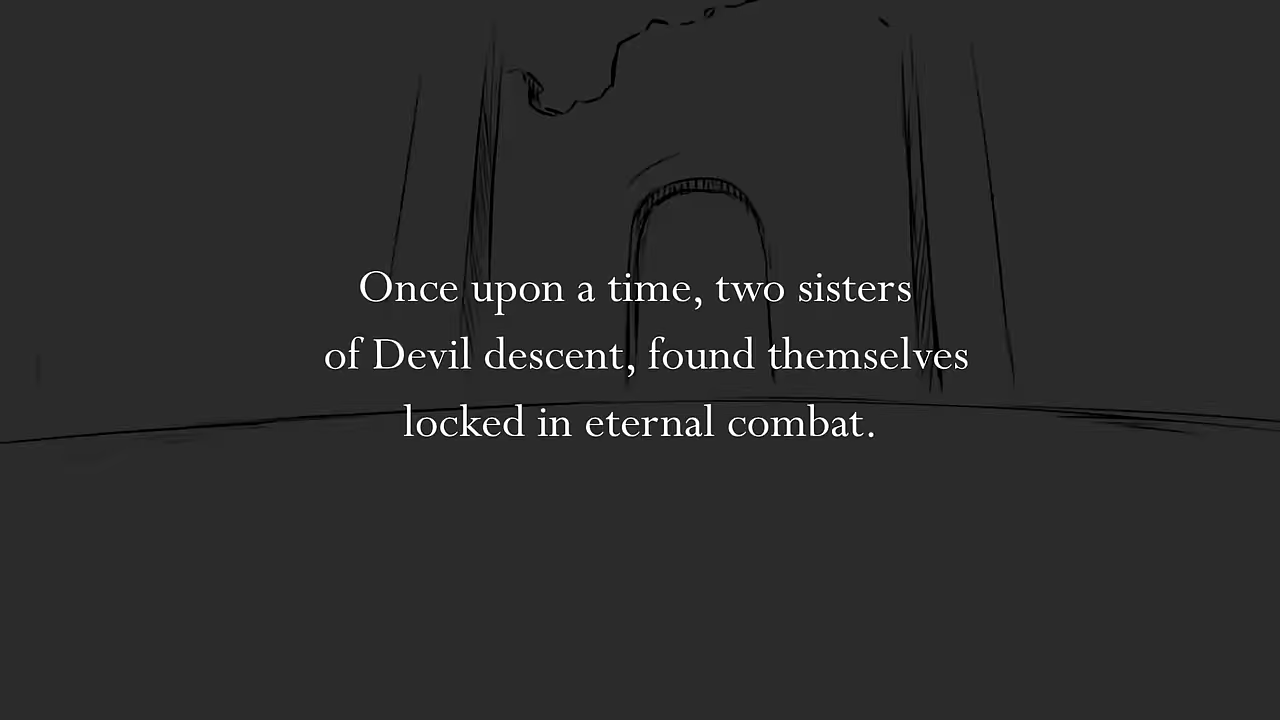 Once upon a time, two sisters
of Devil descent, found themselves
locked in eternal combat.